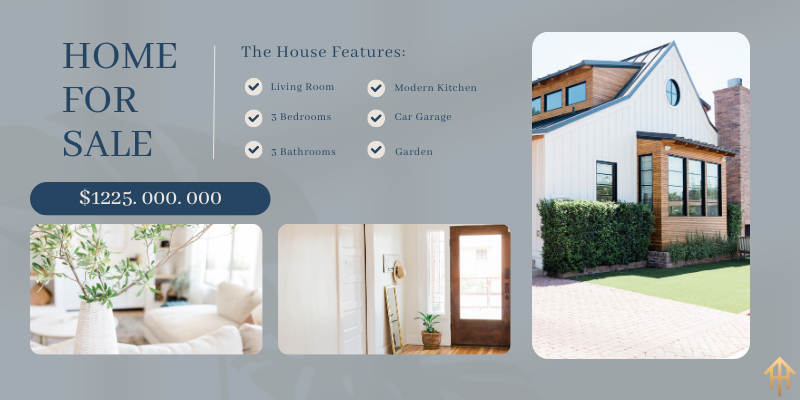 HOME
FOR
SALE
The House Features:
Living Room
3 Bedrooms
3 Bathrooms
Modern Kitchen
Car Garage
Garden
$1225. 000. 000